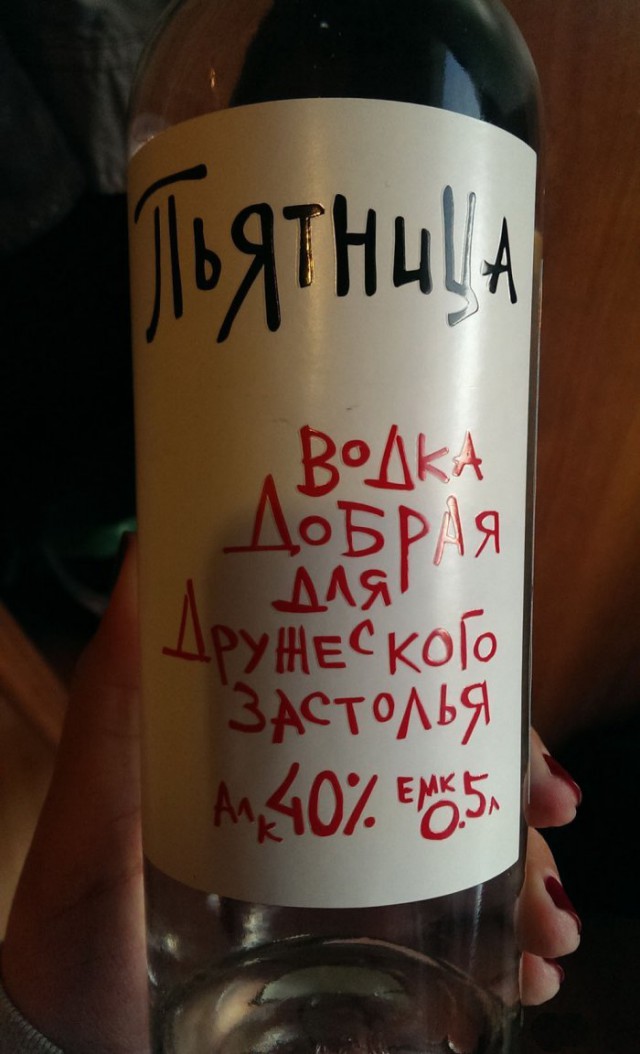 ПЬЯТНИЦА
ВОДКА
ДОБРАЯ
ДЛЯ
ДРУЖЕСКОГО
ЗАСТОЛЬЯ
Алк 40% ЕМК 0.5л